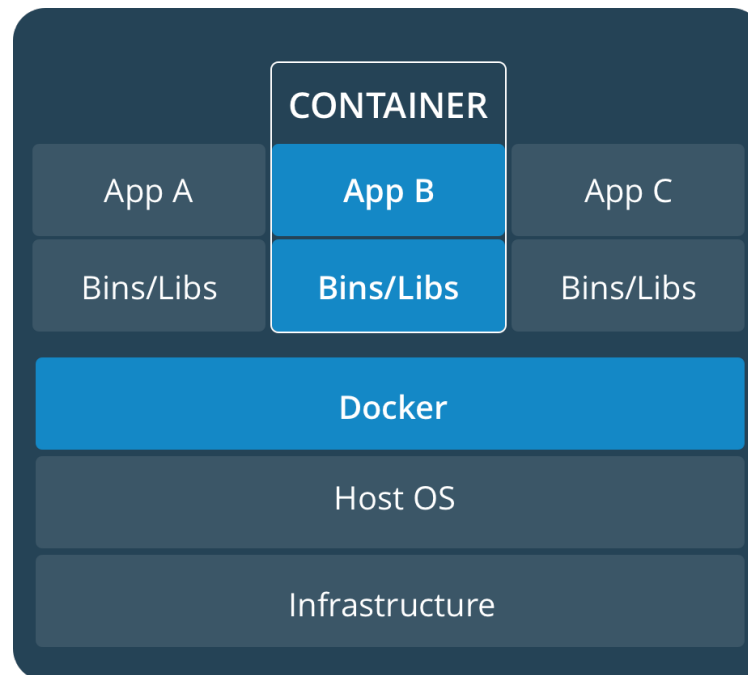 CONTAINER
App A App B App C
Bins/Libs Bins/Libs Bins/Libs
Docker
Host OS
Infrastructure